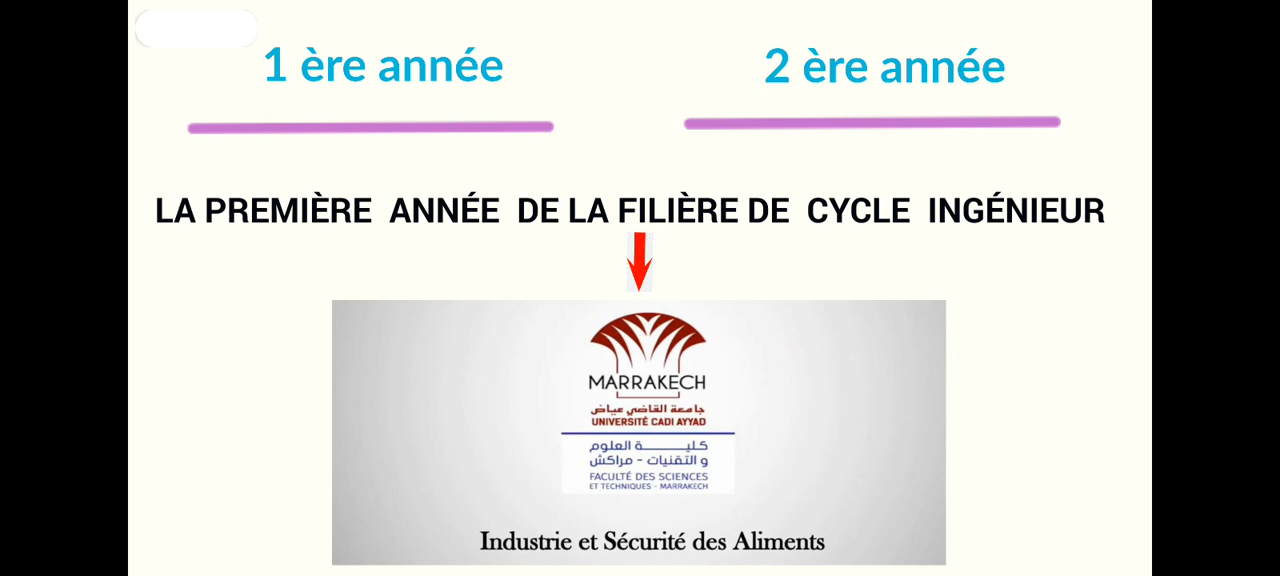 1 ère année
2 ère année
LA PREMIÈRE ANNÉE DE LA FILIÈRE DE CYCLE INGÉNIEUR
MARRAKECH
جامعة القاضي عياض
UNIVERSITÉ CADI AYYAD
كليـــــــة العلوم
و التقنيات - مراكش
FACULTÉ DES SCIENCES
ET TECHNIQUES - MARRAKECH
Industrie et Sécurité des Aliments